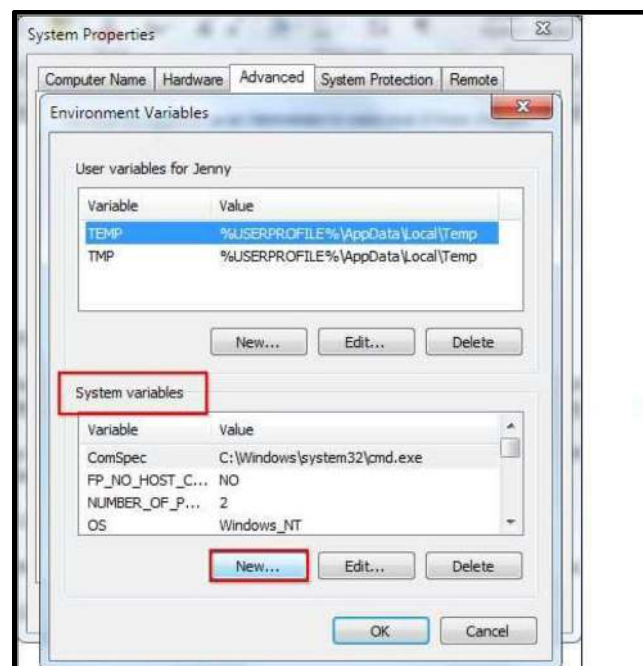 System Properties
Computer Name Hardware Advanced System Protection Remote
Environment Variables
User variables for Jenny
Variable Value
TEMP %USERPROFILE%\AppData\Local\Temp
TMP %USERPROFILE%\AppData\Local\Temp
New... Edit... Delete
System variables
Variable Value
ComSpec C:\Windows\system32\cmd.exe
FP_NO_HOST_C... NO
NUMBER_OF_P... 2
OS Windows_NT
New... Edit... Delete
OK Cancel